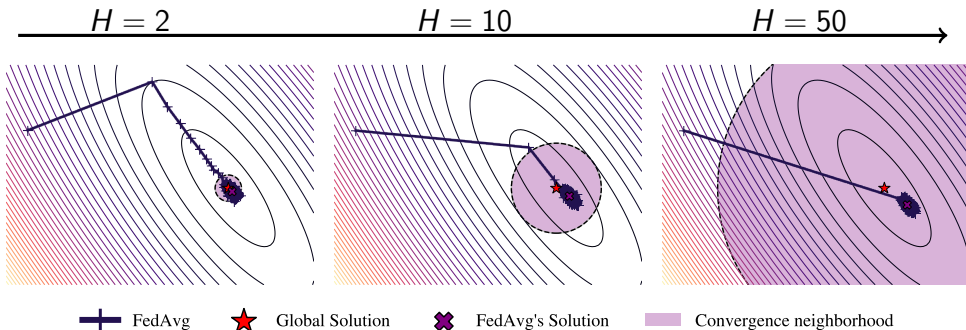 H = 2 H = 10 H = 50
FedAvg Global Solution FedAvg's Solution Convergence neighborhood